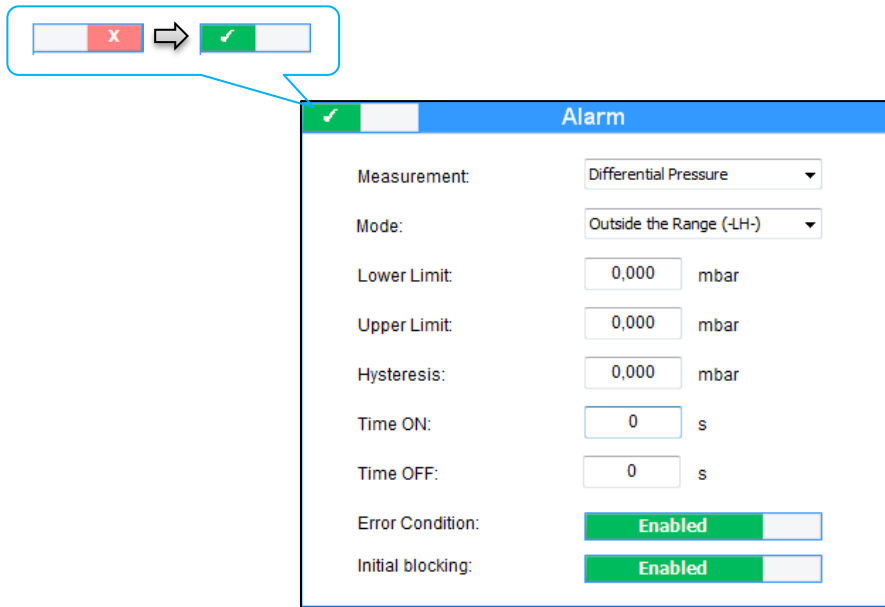 X ✓
✓ Alarm
Measurement: Differential Pressure
Mode: Outside the Range (-LH-)
Lower Limit: 0,000 mbar
Upper Limit: 0,000 mbar
Hysteresis: 0,000 mbar
Time ON: 0 s
Time OFF: 0 s
Error Condition: Enabled
Initial blocking: Enabled